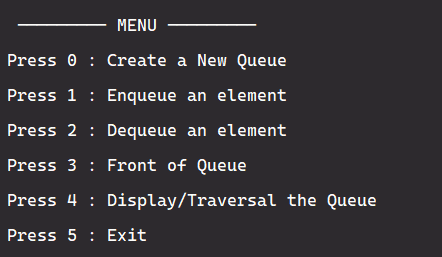 ────────── MENU ──────────
Press 0 : Create a New Queue
Press 1 : Enqueue an element
Press 2 : Dequeue an element
Press 3 : Front of Queue
Press 4 : Display/Traversal the Queue
Press 5 : Exit